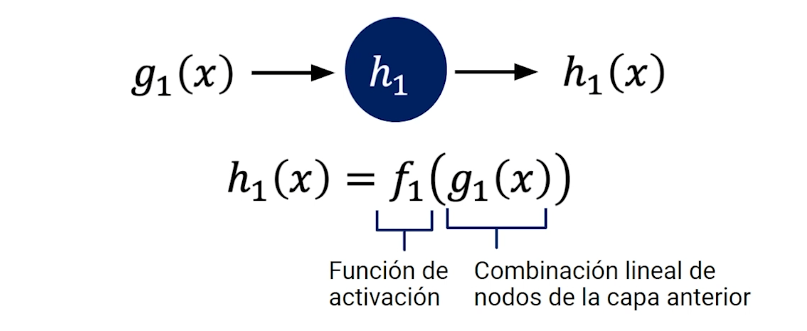 g₁(x) → h₁ → h₁(x)
h₁(x) = f₁(g₁(x))
Función de activación
Combinación lineal de nodos de la capa anterior